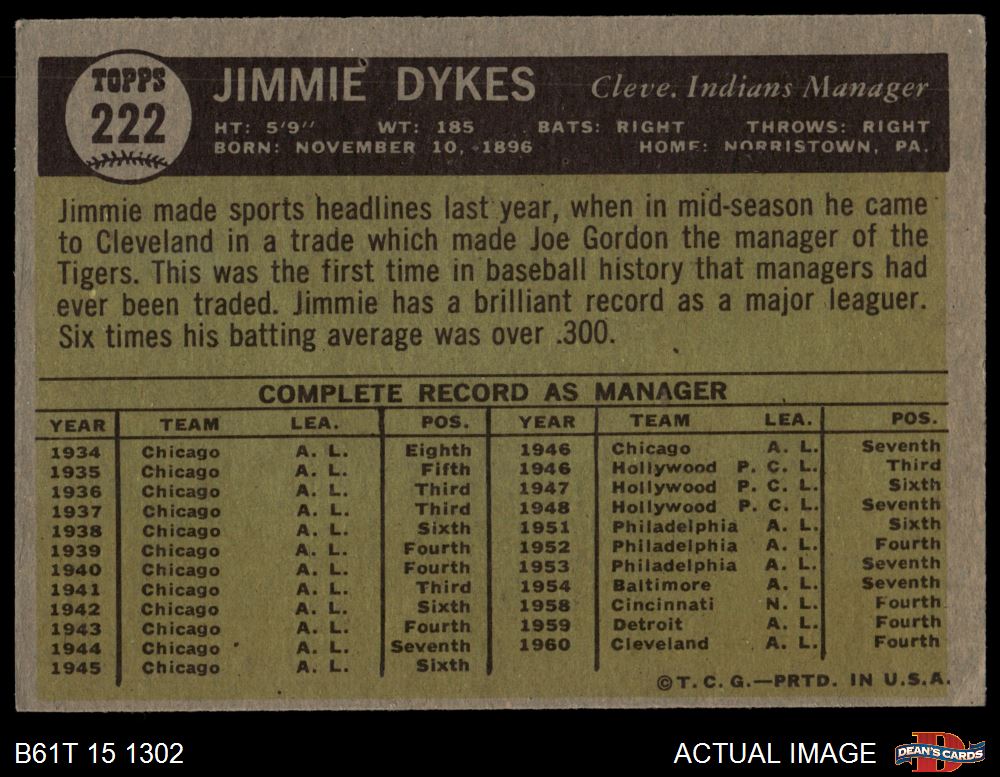 TOPPS
222
JIMMIE DYKES Cleve. Indians Manager
HT: 5'9" WT: 185 BATS: RIGHT THROWS: RIGHT
BORN: NOVEMBER 10, 1896 HOME: NORRISTOWN, PA.
Jimmie made sports headlines last year, when in mid-season he came
to Cleveland in a trade which made Joe Gordon the manager of the
Tigers. This was the first time in baseball history that managers had
ever been traded. Jimmie has a brilliant record as a major leaguer.
Six times his batting average was over .300.
COMPLETE RECORD AS MANAGER
YEAR TEAM LEA. POS. YEAR TEAM LEA. POS.
1934 Chicago A. L. Eighth 1946 Chicago A. L. Seventh
1935 Chicago A. L. Fifth 1946 Hollywood P. C. L. Third
1936 Chicago A. L. Third 1947 Hollywood P. C. L. Sixth
1937 Chicago A. L. Third 1948 Hollywood P. C. L. Seventh
1938 Chicago A. L. Sixth 1951 Philadelphia A. L. Sixth
1939 Chicago A. L. Fourth 1952 Philadelphia A. L. Fourth
1940 Chicago A. L. Fourth 1953 Philadelphia A. L. Seventh
1941 Chicago A. L. Third 1954 Baltimore A. L. Seventh
1942 Chicago A. L. Sixth 1958 Cincinnati N. L. Fourth
1943 Chicago A. L. Fourth 1959 Detroit A. L. Fourth
1944 Chicago A. L. Seventh 1960 Cleveland A. L. Fourth
1945 Chicago A. L. Sixth
©T. C. G.—PRTD. IN U.S.A.
B61T 15 1302 ACTUAL IMAGE DEAN'S CARDS